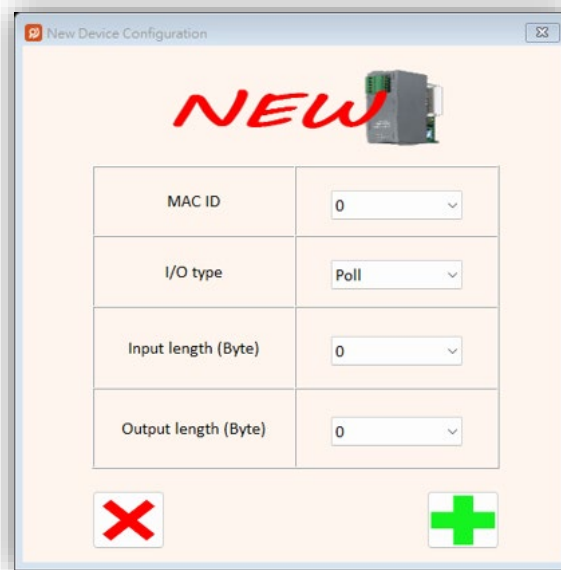 New Device Configuration
NEW
MAC ID
0
I/O type
Poll
Input length (Byte)
0
Output length (Byte)
0